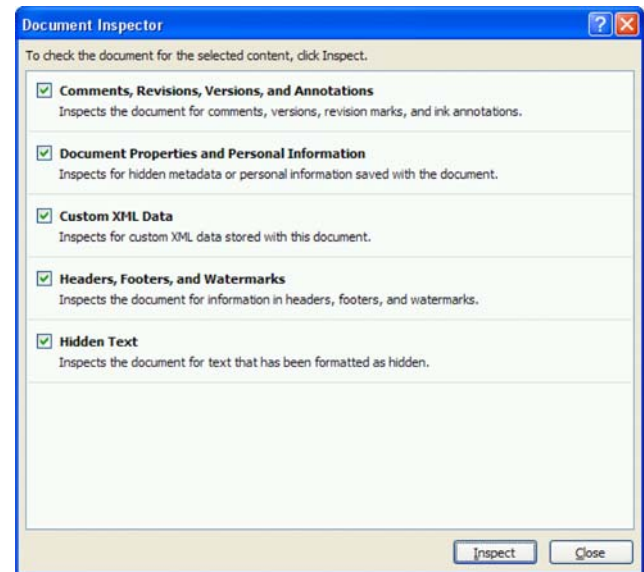 Document Inspector
To check the document for the selected content, click Inspect.
Comments, Revisions, Versions, and Annotations
Inspects the document for comments, versions, revision marks, and ink annotations.
Document Properties and Personal Information
Inspects for hidden metadata or personal information saved with the document.
Custom XML Data
Inspects for custom XML data stored with this document.
Headers, Footers, and Watermarks
Inspects the document for information in headers, footers, and watermarks.
Hidden Text
Inspects the document for text that has been formatted as hidden.
Inspect Close